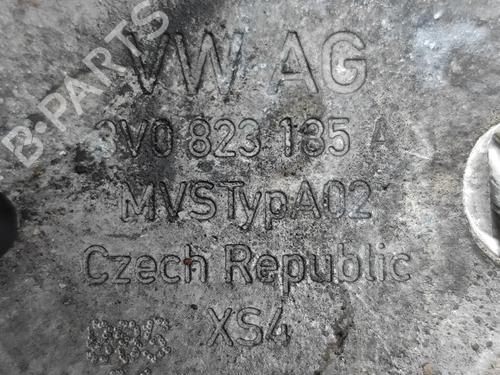 B-PARTS
VW AG
3V0 823 185 A
MVSTypA02
Czech Republic
XS4